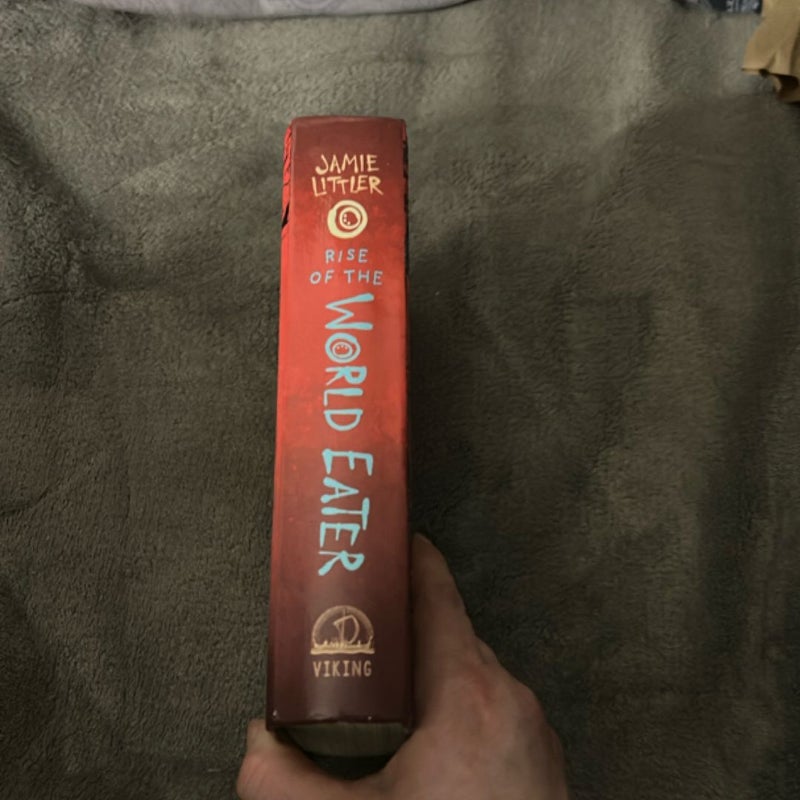 JAMIE
LITTLER
RISE
OF THE
WORLD EATER
VIKING